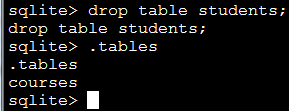 sqlite> drop table students;
drop table students;
sqlite> .tables
.tables
courses
sqlite>